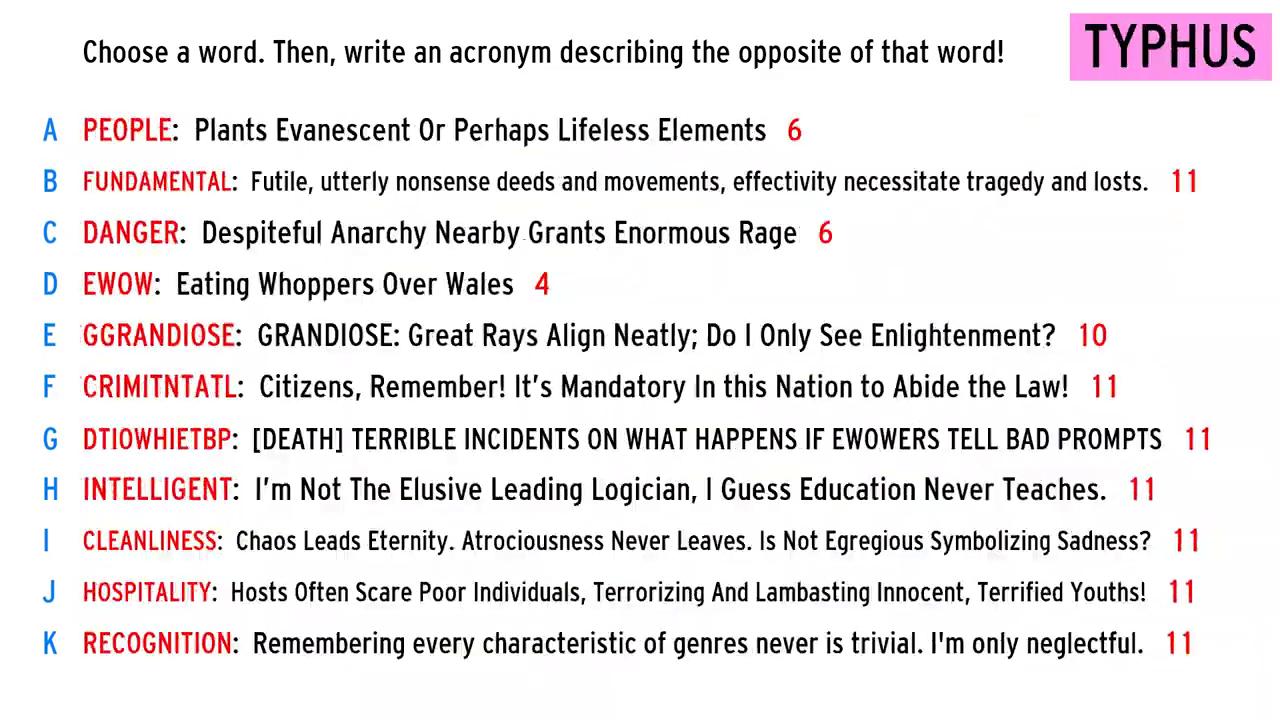 Choose a word. Then, write an acronym describing the opposite of that word!
TYPHUS
A PEOPLE: Plants Evanescent Or Perhaps Lifeless Elements 6
B FUNDAMENTAL: Futile, utterly nonsense deeds and movements, effectivity necessitate tragedy and losts. 11
C DANGER: Despiteful Anarchy Nearby Grants Enormous Rage 6
D EWOW: Eating Whoppers Over Wales 4
E GGRANDIOSE: GRANDIOSE: Great Rays Align Neatly; Do I Only See Enlightenment? 10
F CRIMITNTATL: Citizens, Remember! It's Mandatory In this Nation to Abide the Law! 11
G DTIOWHIETBP: [DEATH] TERRIBLE INCIDENTS ON WHAT HAPPENS IF EWOWERS TELL BAD PROMPTS 11
H INTELLIGENT: I'm Not The Elusive Leading Logician, I Guess Education Never Teaches. 11
I CLEANLINESS: Chaos Leads Eternity. Atrociousness Never Leaves. Is Not Egregious Symbolizing Sadness? 11
J HOSPITALITY: Hosts Often Scare Poor Individuals, Terrorizing And Lambasting Innocent, Terrified Youths! 11
K RECOGNITION: Remembering every characteristic of genres never is trivial. I'm only neglectful. 11